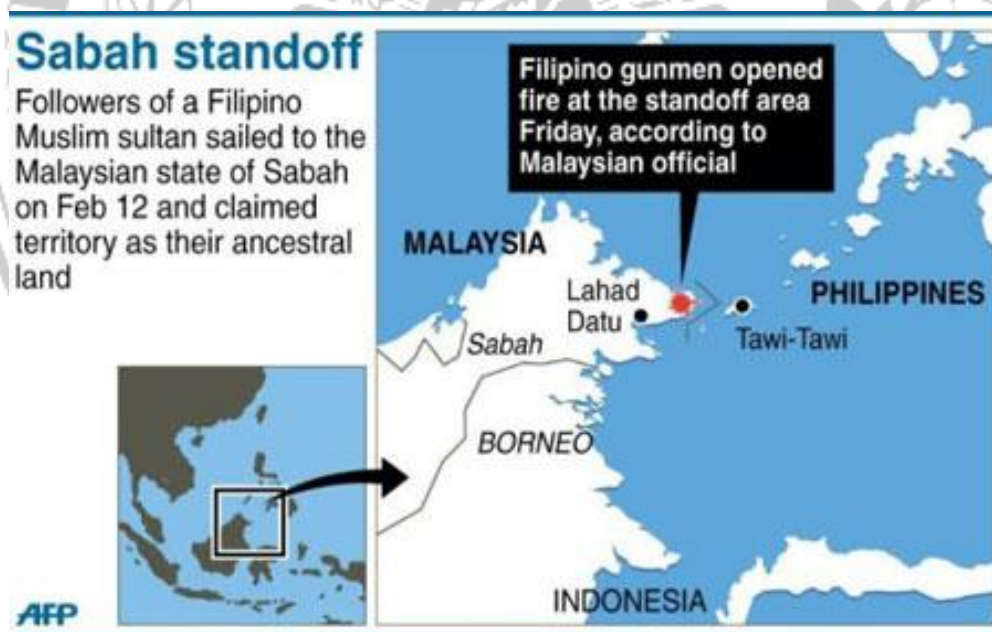 Sabah standoff
Followers of a Filipino
Muslim sultan sailed to the
Malaysian state of Sabah
on Feb 12 and claimed
territory as their ancestral
land
Filipino gunmen opened
fire at the standoff area
Friday, according to
Malaysian official
MALAYSIA
Lahad
Datu
PHILIPPINES
Tawi-Tawi
Sabah
BORNEO
INDONESIA
AFP